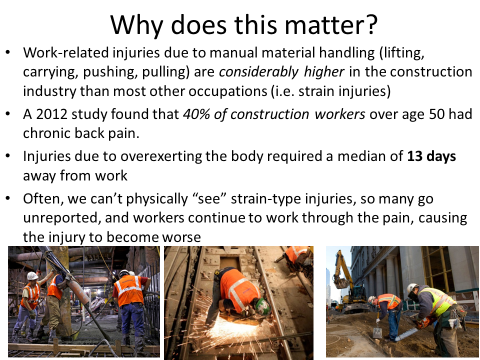 Why does this matter?
• Work-related injuries due to manual material handling (lifting,
carrying, pushing, pulling) are considerably higher in the construction
industry than most other occupations (i.e. strain injuries)
• A 2012 study found that 40% of construction workers over age 50 had
chronic back pain.
• Injuries due to overexerting the body required a median of 13 days
away from work
• Often, we can’t physically “see” strain-type injuries, so many go
unreported, and workers continue to work through the pain, causing
the injury to become worse